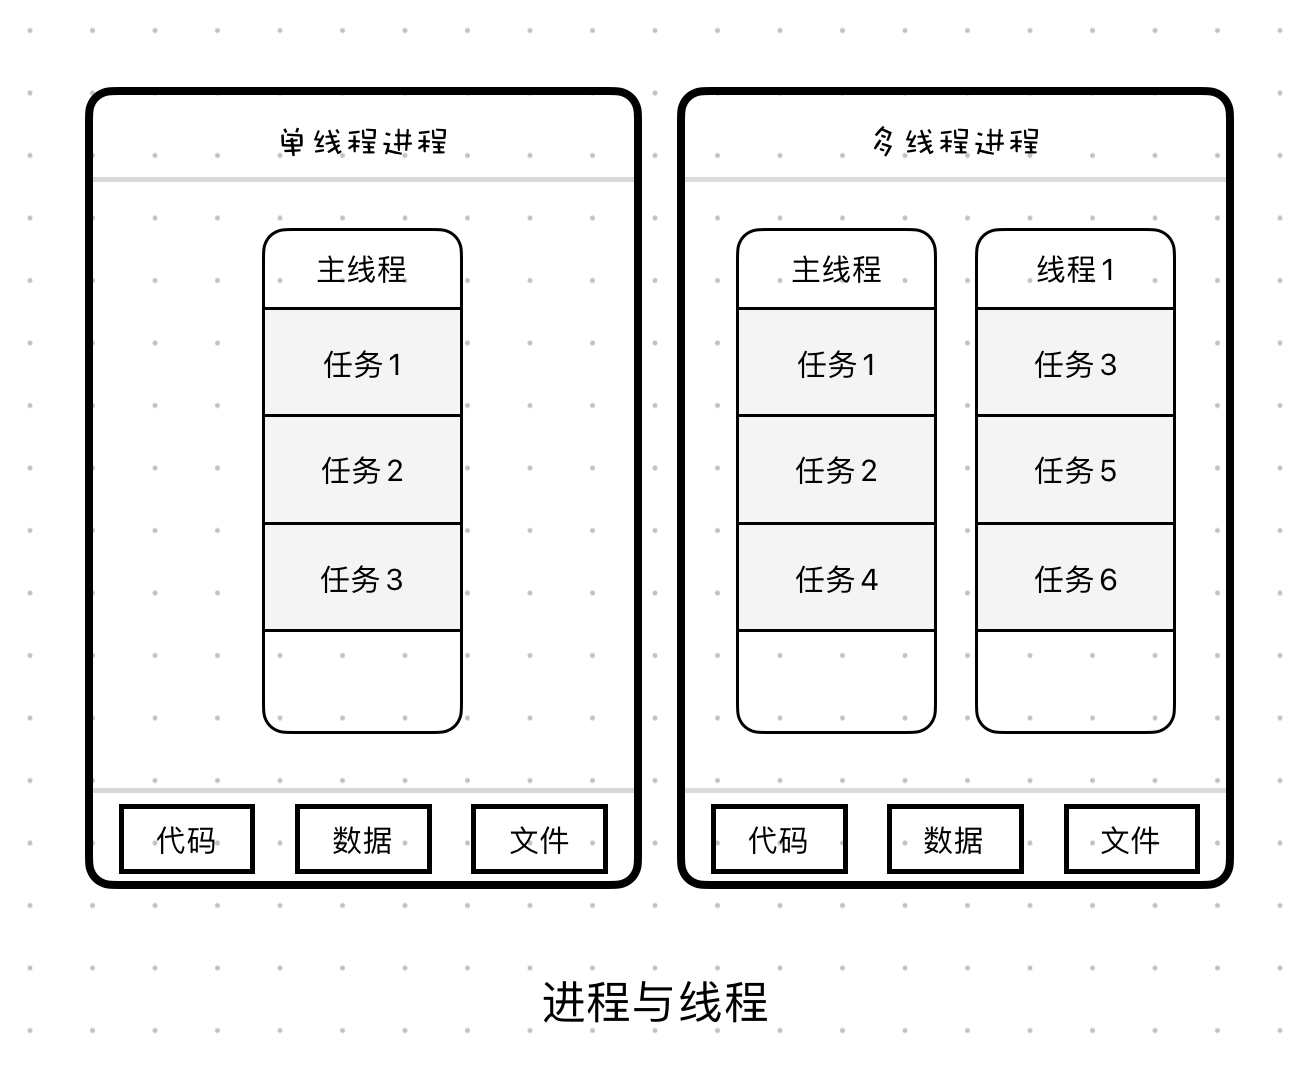 单线程进程
主线程
任务1
任务2
任务3
代码
数据
文件
多线程进程
主线程
任务1
任务2
任务4
线程1
任务3
任务5
任务6
代码
数据
文件
进程与线程